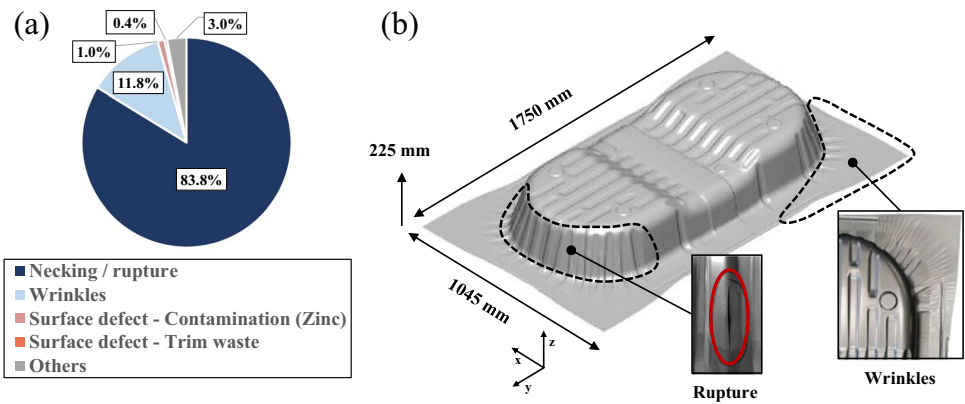 (a)
0.4%
3.0%
1.0%
11.8%
83.8%
Necking / rupture
Wrinkles
Surface defect - Contamination (Zinc)
Surface defect - Trim waste
Others
(b)
1750 mm
225 mm
1045 mm
z
x
y
Rupture
Wrinkles